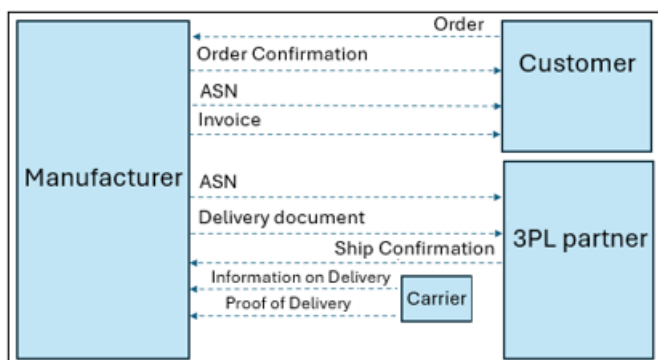 Order
Order Confirmation
Customer
ASN
Invoice
Manufacturer
ASN
Delivery document
3PL partner
Ship Confirmation
Information on Delivery
Carrier
Proof of Delivery